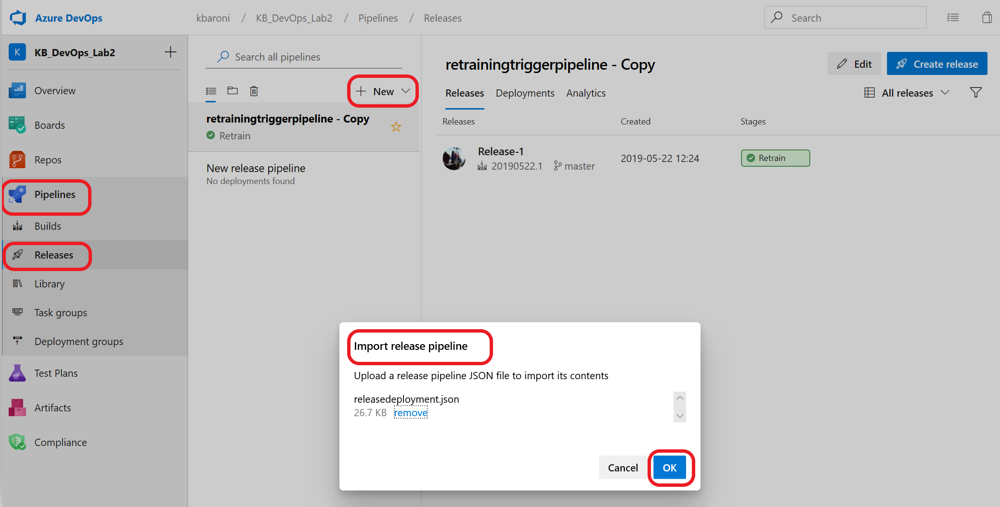 Azure DevOps
kbaroni / KB_DevOps_Lab2 / Pipelines / Releases
Search
K KB_DevOps_Lab2
Overview
Boards
Repos
Pipelines
Builds
Releases
Library
Task groups
Deployment groups
Test Plans
Artifacts
Compliance
Search all pipelines
New
retrainingtriggerpipeline - Copy
Retrain
New release pipeline
No deployments found
retrainingtriggerpipeline - Copy
Edit
Create release
Releases Deployments Analytics
All releases
Releases Created Stages
Release-1
20190522.1 master
2019-05-22 12:24
Retrain
Import release pipeline
Upload a release pipeline JSON file to import its contents
releasedeployment.json
26.7 KB remove
Cancel OK